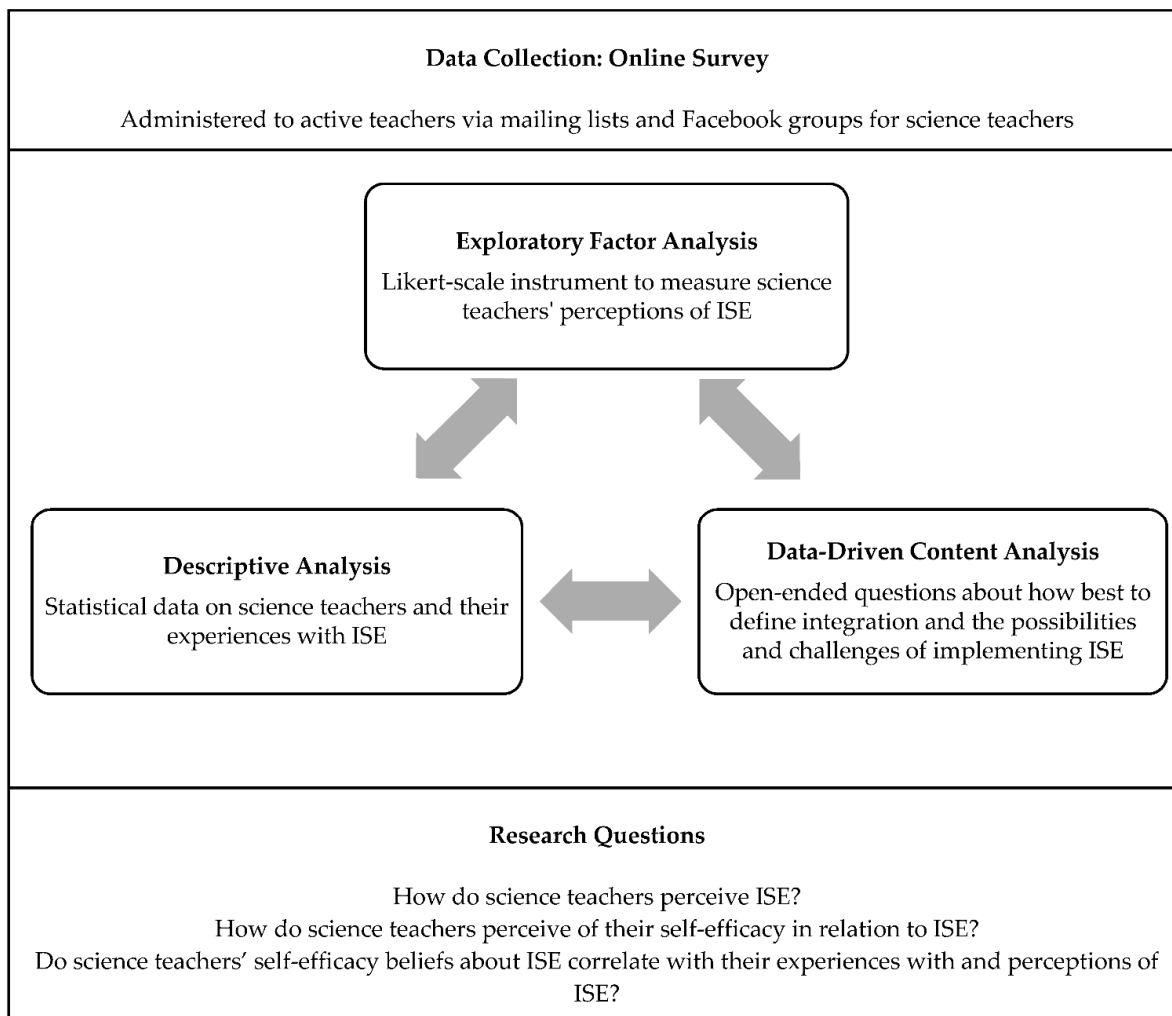 Data Collection: Online Survey
Administered to active teachers via mailing lists and Facebook groups for science teachers
Exploratory Factor Analysis
Likert-scale instrument to measure science
teachers' perceptions of ISE
Descriptive Analysis
Statistical data on science teachers and their
experiences with ISE
Data-Driven Content Analysis
Open-ended questions about how best to
define integration and the possibilities
and challenges of implementing ISE
Research Questions
How do science teachers perceive ISE?
How do science teachers perceive of their self-efficacy in relation to ISE?
Do science teachers’ self-efficacy beliefs about ISE correlate with their experiences with and perceptions of
ISE?